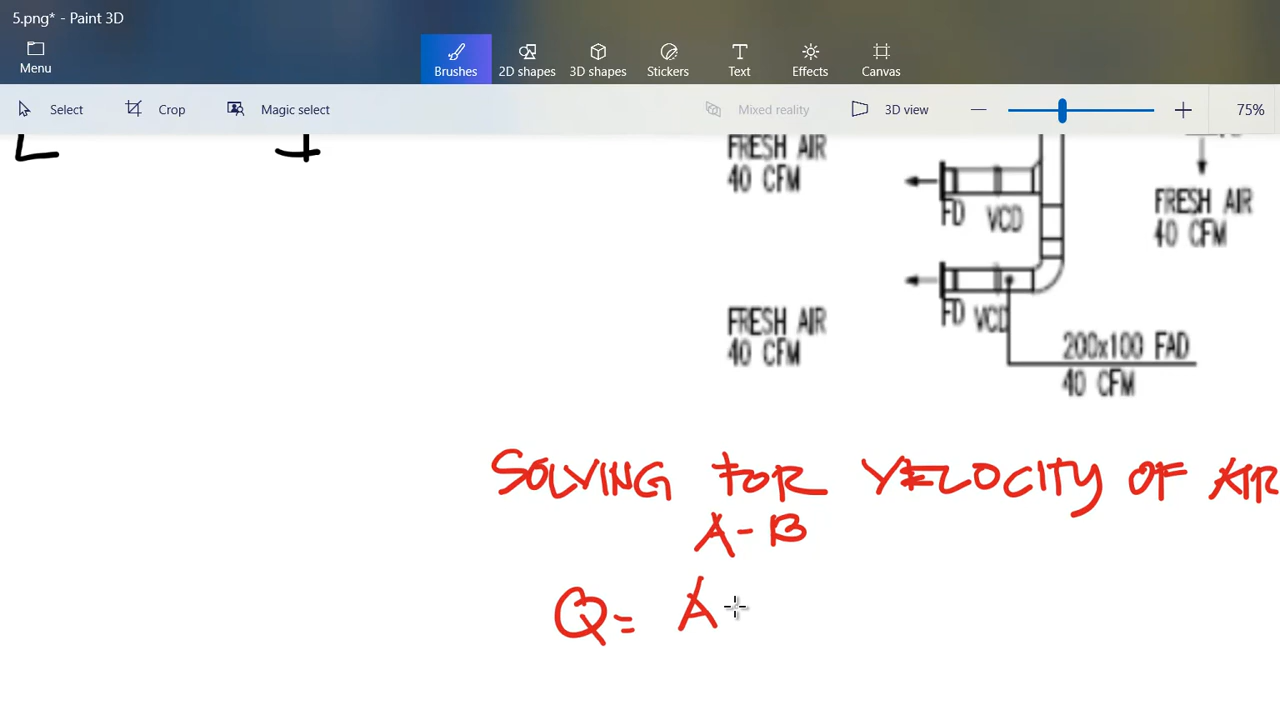 5.png* - Paint 3D
Menu
Brushes
2D shapes
3D shapes
Stickers
Text
Effects
Canvas
Select
Crop
Magic select
Mixed reality
3D view
75%
FRESH AIR
40 CFM
FD VCD
FRESH AIR
40 CFM
FRESH AIR
40 CFM
FD VCD
200x100 FAD
40 CFM
SOLVING FOR VELOCITY OF AIR
A - B
Q = A